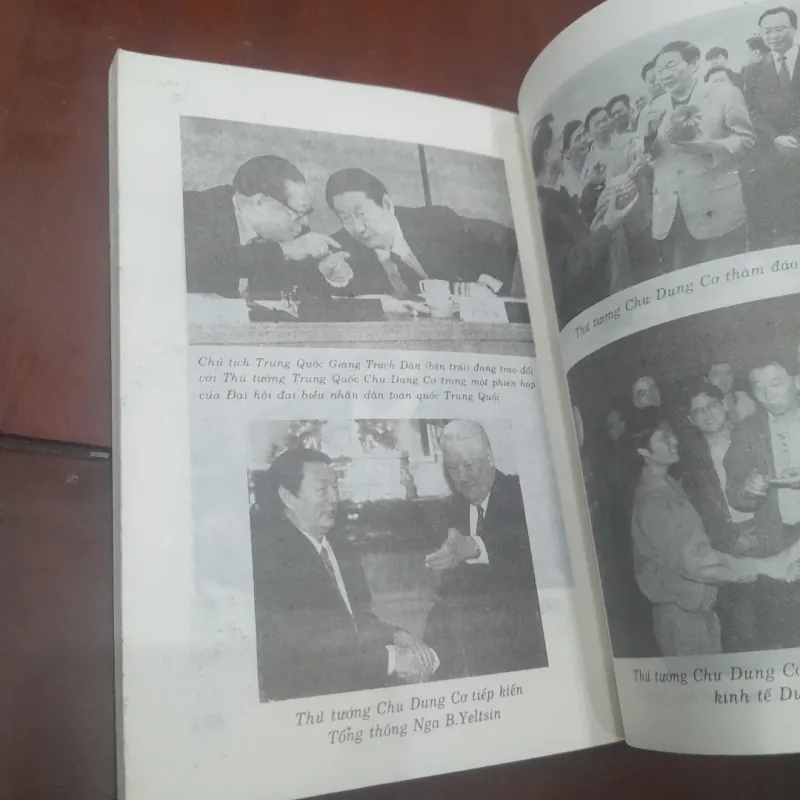 Chủ tịch Trung Quốc Giang Trạch Dân (bên trái) đang trao đổi
với Thủ tướng Trung Quốc Chu Dung Cơ trong một phiên họp
của Đại hội đại biểu nhân dân toàn quốc Trung Quốc
Thủ tướng Chu Dung Cơ tiếp kiến
Tổng thống Nga B.Yeltsin
Thủ tướng Chu Dung Cơ thăm đảo
Thủ tướng Chu Dung Cơ
kinh tế